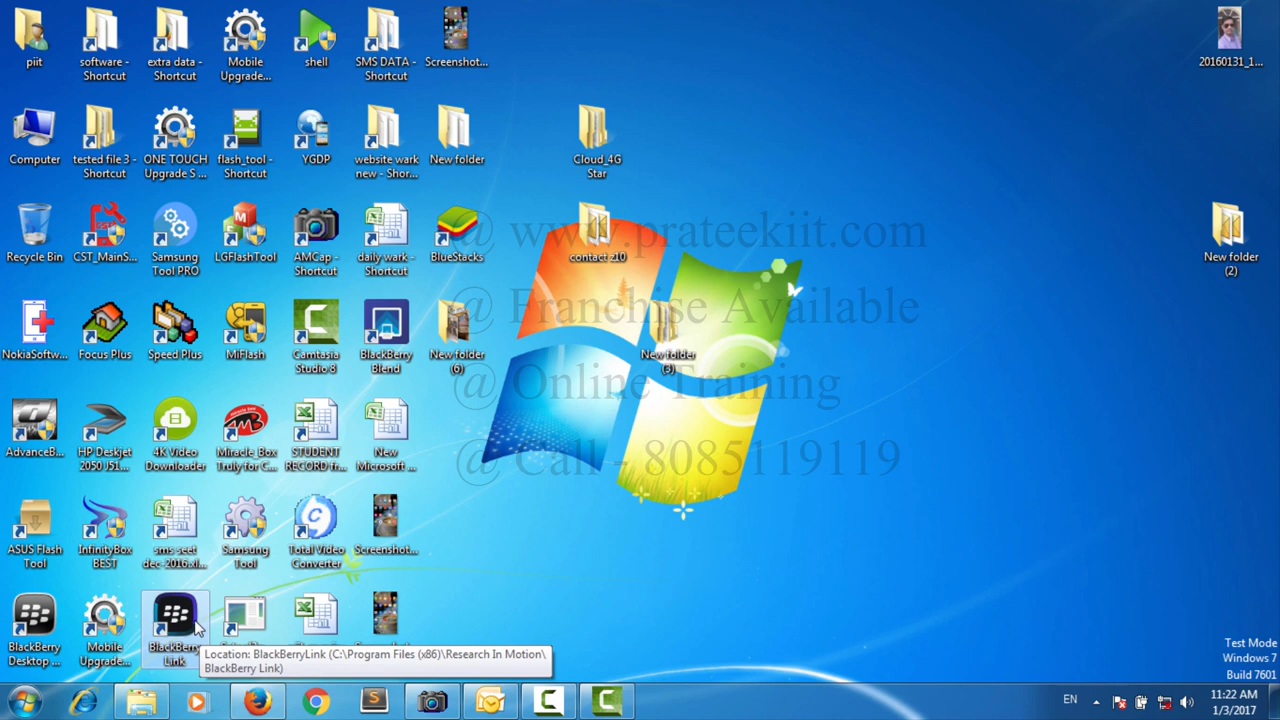 piit
software - Shortcut
extra data - Shortcut
Mobile Upgrade...
shell
SMS DATA - Shortcut
Screenshot...
20160131_1...
Computer
tested file 3 - Shortcut
ONE TOUCH Upgrade S ...
flash_tool - Shortcut
YGDP
website wark new - Shor...
New folder
Cloud_4G Star
Recycle Bin
CST_MainS...
Samsung Tool PRO
LGFlashTool
AMCap - Shortcut
daily wark - Shortcut
BlueStacks
contact z10
New folder (2)
@ www.prateekiit.com
@ Franchise Available
@ Online Training
@ Call - 8085119119
NokiaSoftw...
Focus Plus
Speed Plus
MiFlash
Camtasia Studio 8
BlackBerry Blend
New folder (6)
New folder (3)
AdvanceB...
HP Deskjet 2050 J51...
4K Video Downloader
Miracle_Box Truly for C...
STUDENT RECORD fr...
New Microsoft ...
ASUS Flash Tool
InfinityBox BEST
sms seet dec-2016.xl...
Samsung Tool
Total Video Converter
Screenshot...
BlackBerry Desktop ...
Mobile Upgrade...
BlackBerry Link
Location: BlackBerryLink (C:\Program Files (x86)\Research In Motion\
BlackBerry Link)
Test Mode
Windows 7
Build 7601
EN
11:22 AM
1/3/2017